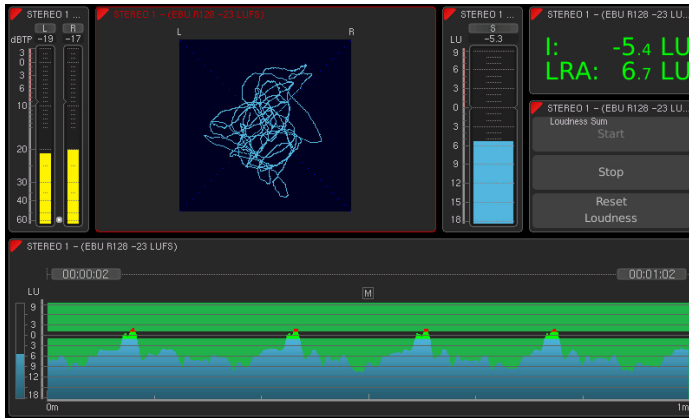 STEREO 1 ...
L R
dBTP -19 -17
3
0
3
6
10
20
30
40
60
STEREO 1 - (EBU R128 -23 LUFS)
L R
STEREO 1 ...
S
LU -5.3
9
6
3
0
3
6
9
12
15
18
STEREO 1 - (EBU R128 -23 LU...
I: -5.4 LU
LRA: 6.7 LU
STEREO 1 - (EBU R128 -23 LU...
Loudness Sum
Start
Stop
Reset
Loudness
STEREO 1 - (EBU R128 -23 LUFS)
00:00:02 00:01:02
LU M
9
3
0
3
6
9
12
18
0m 1m